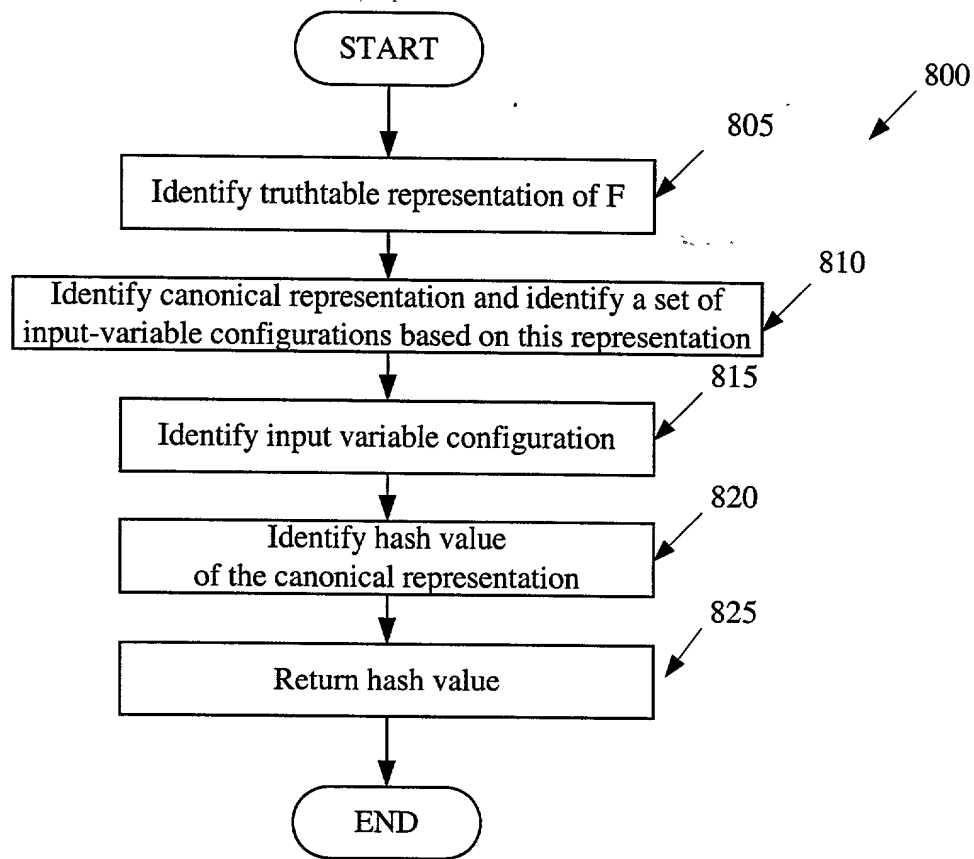 START
800
805
Identify truthtable representation of F
810
Identify canonical representation and identify a set of
input-variable configurations based on this representation
815
Identify input variable configuration
820
Identify hash value
of the canonical representation
825
Return hash value
END